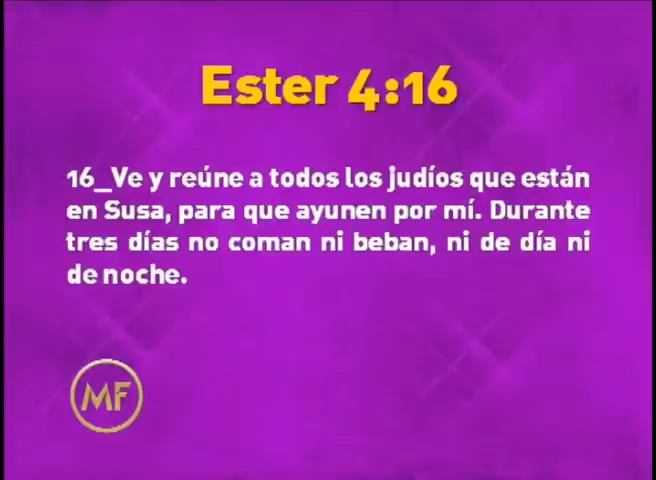 Ester 4:16
16_Ve y reúne a todos los judíos que están
en Susa, para que ayunen por mí. Durante
tres días no coman ni beban, ni de día ni
de noche.
MF